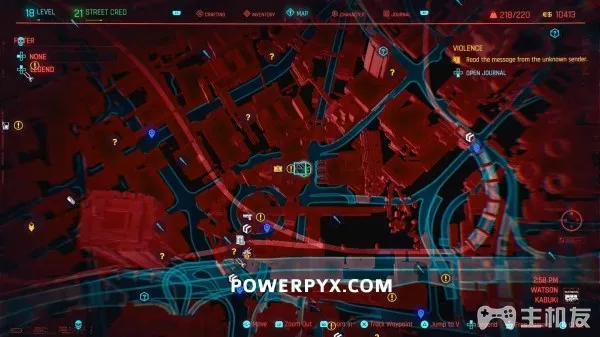 18 LEVEL
21 STREET CRED
CRAFTING
INVENTORY
MAP
CHARACTER
JOURNAL
218/220
10413
FILTER
NONE
LEGEND
VIOLENCE
Read the message from the unknown sender.
OPEN JOURNAL
2:58 PM
WATSON
KABUKI
POWERPYX.COM
Move
Zoom Out
Zoom In
Track Waypoint
Jump to V
主机友